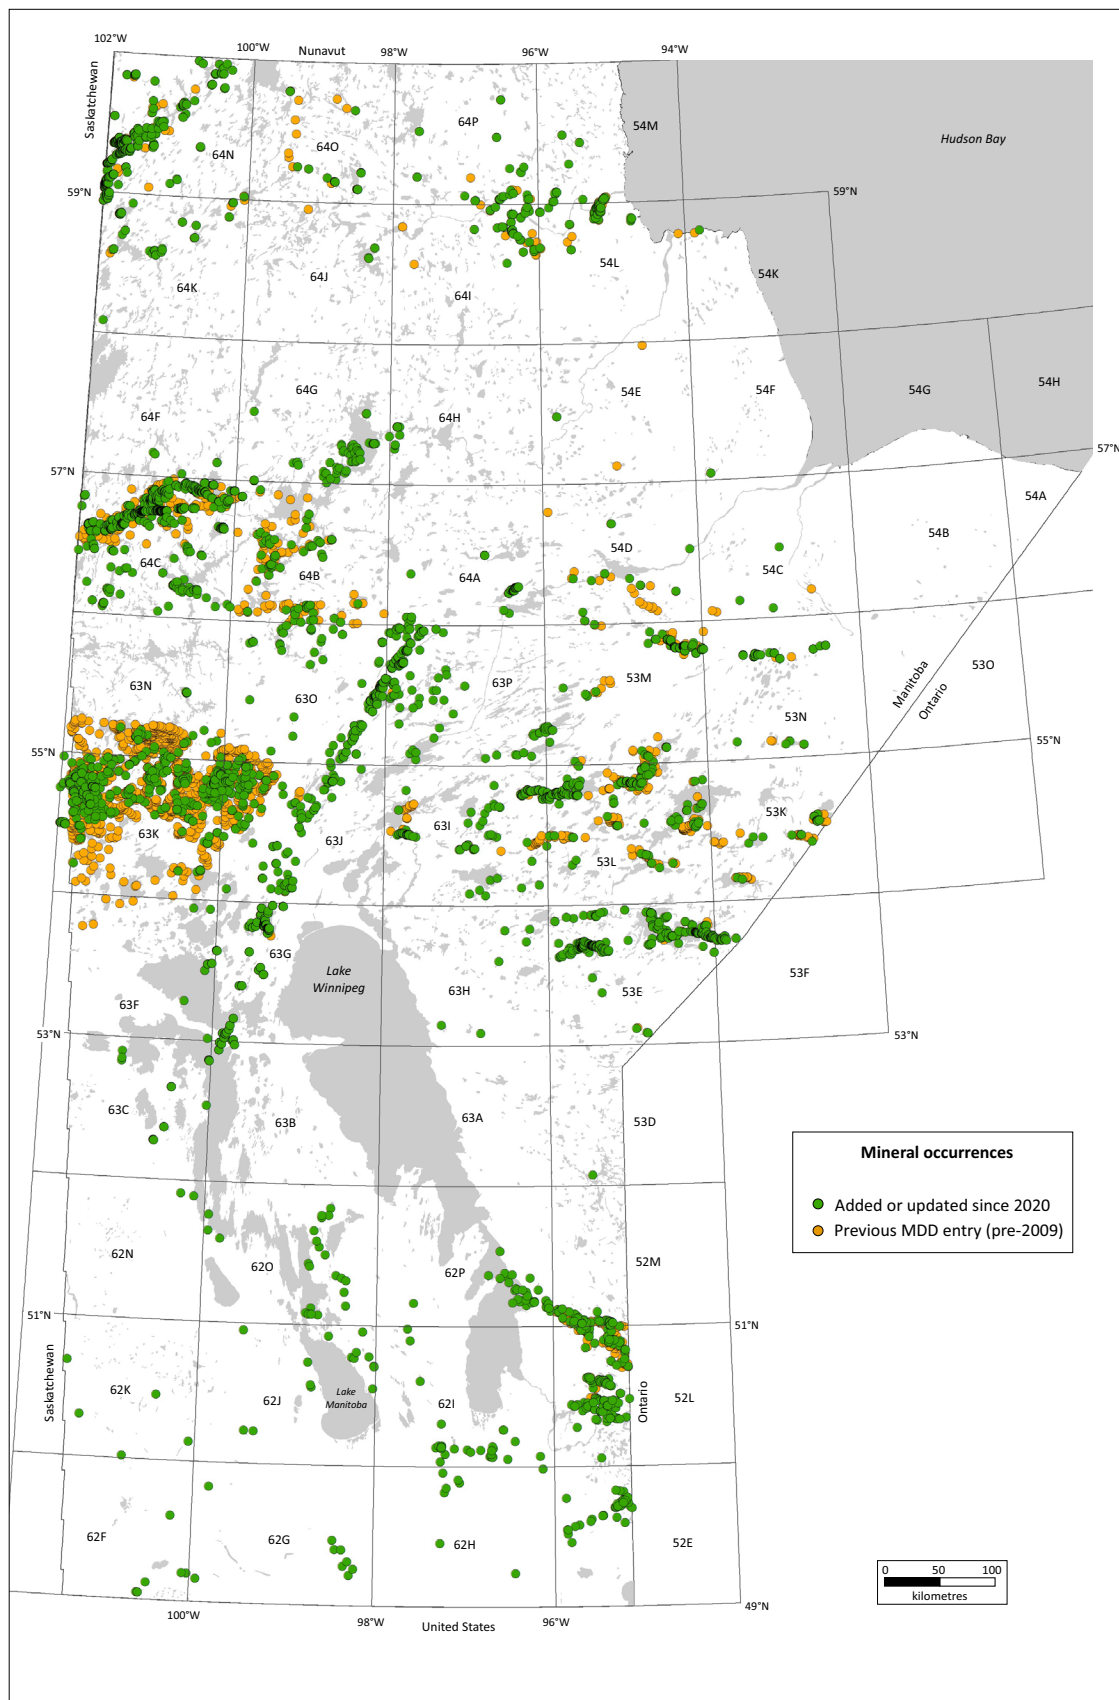 102°W
100°W
Nunavut
98°W
96°W
94°W
Saskatchewan
64N
64O
64P
54M
Hudson Bay
59°N
59°N
64K
64J
64I
54L
54K
64F
64G
64H
54E
54F
54G
54H
57°N
57°N
54A
64C
64B
64A
54D
54C
54B
63N
63O
63P
53M
53N
Manitoba
Ontario
53O
55°N
55°N
63K
63J
63I
53L
53K
63G
Lake
Winnipeg
63F
63H
53E
53F
53°N
53°N
63C
63B
63A
53D
Mineral occurrences
Added or updated since 2020
Previous MDD entry (pre-2009)
62N
62O
62P
52M
51°N
51°N
Saskatchewan
62K
62J
Lake
Manitoba
62I
Ontario
52L
62F
62G
62H
52E
0 50 100
kilometres
49°N
100°W
98°W
96°W
United States